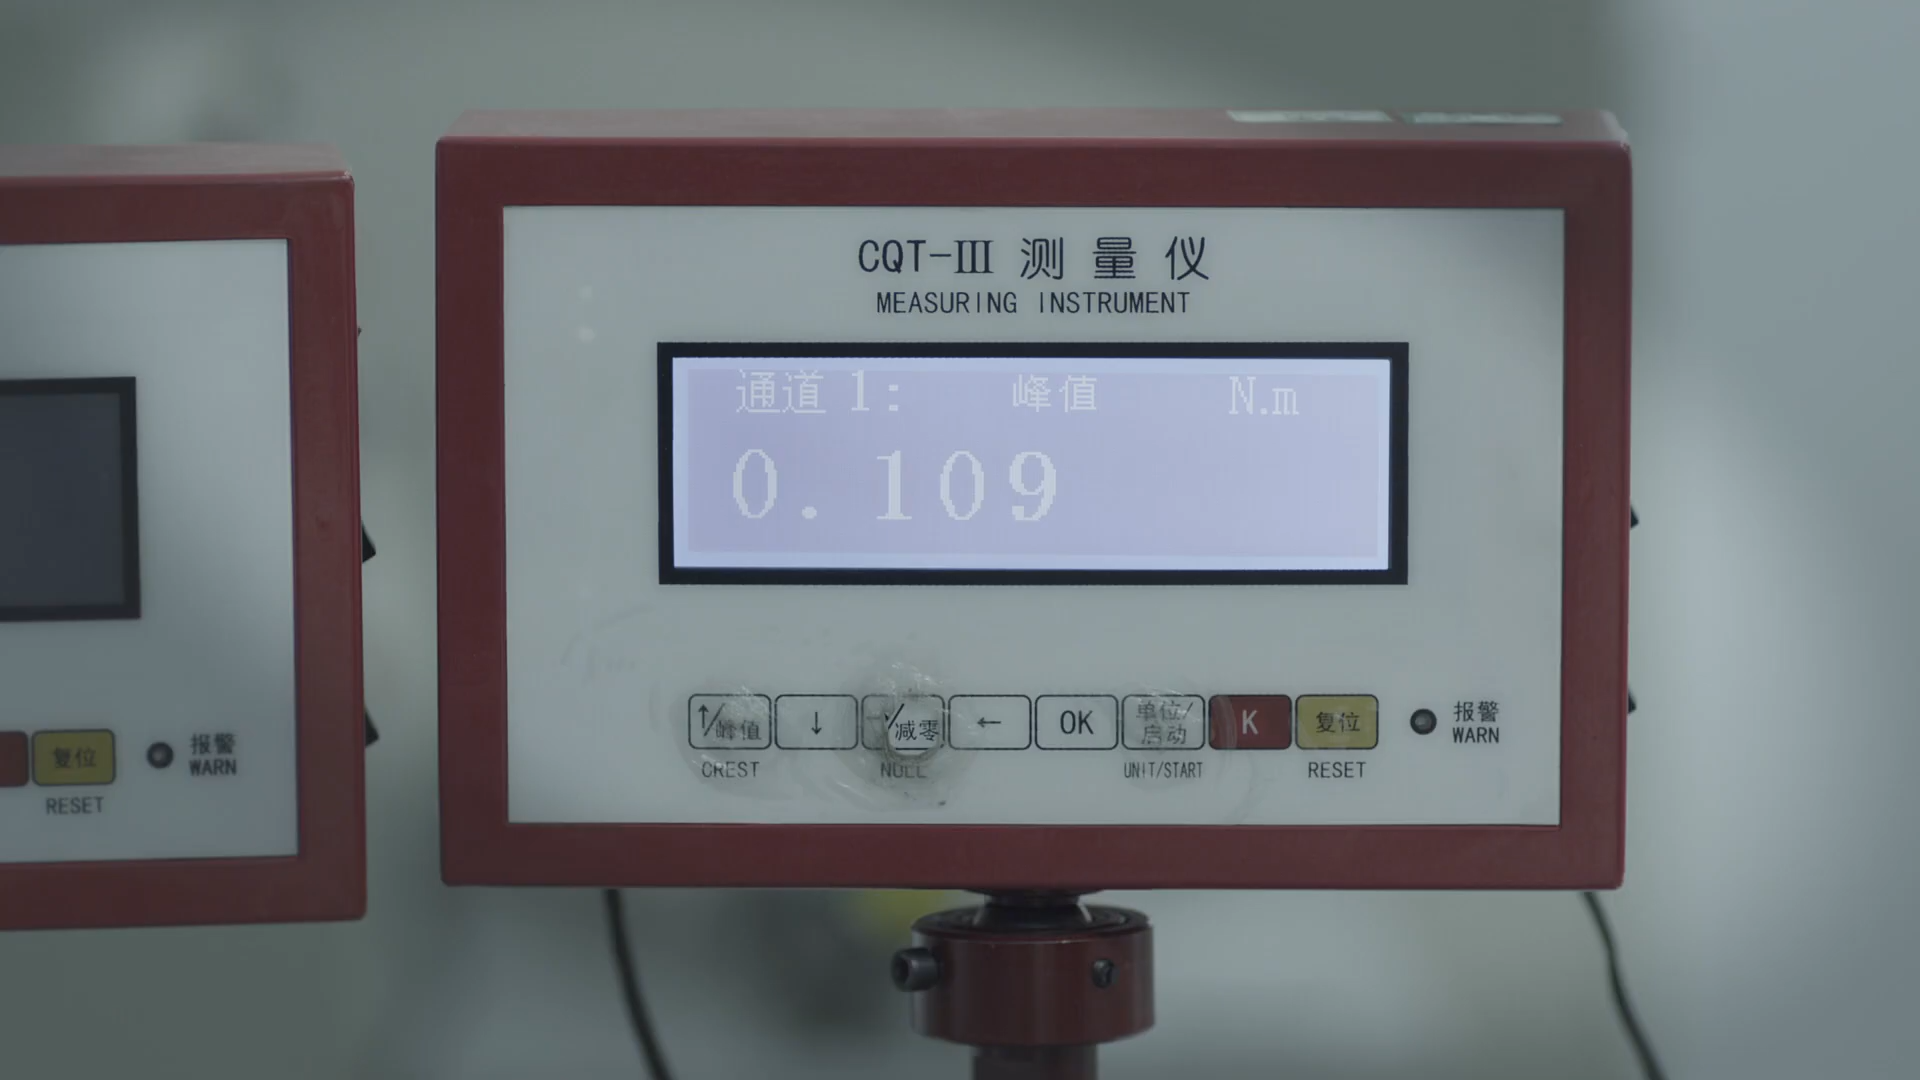 CQT-III 测量仪
MEASURING INSTRUMENT
通道1: 峰值 N.m
0.109
↑/峰值 ↓ /减零 ← OK 单位/启动 K 复位 报警
CREST NULL UNIT/START RESET WARN
复位 报警
RESET WARN